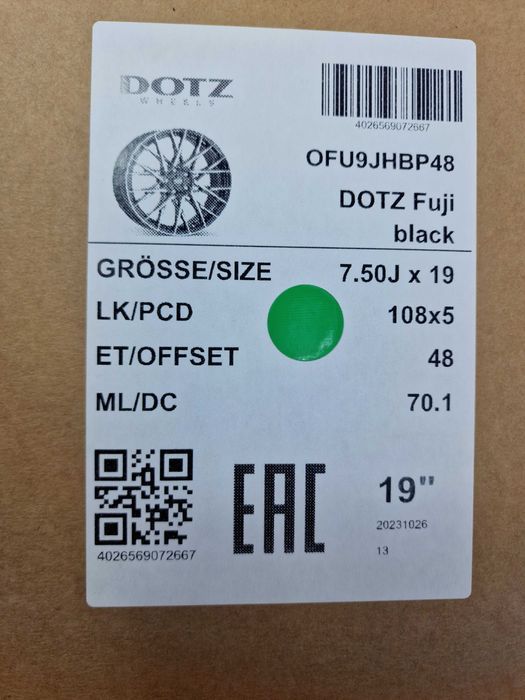 DOTZ
WHEELS
4026569072667
OFU9JHBP48
DOTZ Fuji
black
GRÖSSE/SIZE 7.50J x 19
LK/PCD 108x5
ET/OFFSET 48
ML/DC 70.1
4026569072667
EAC
19"
20231026
13